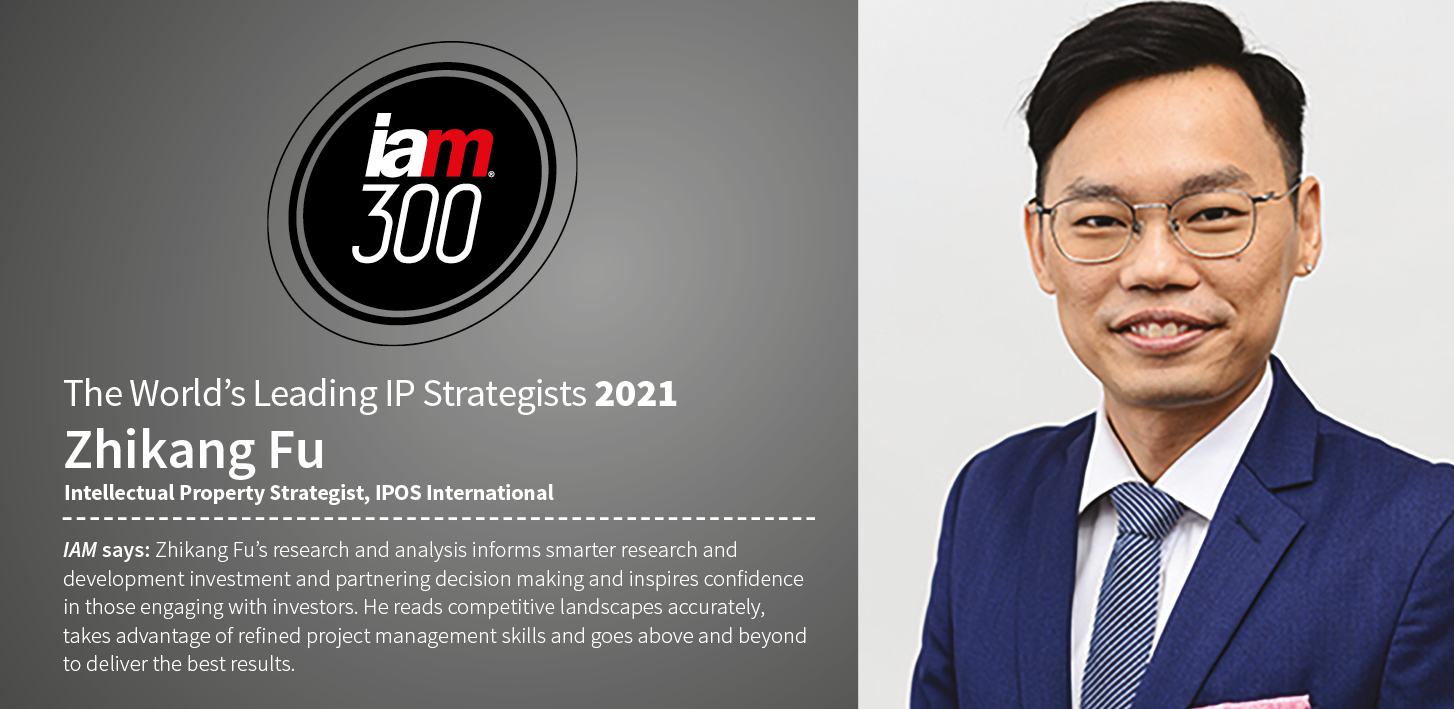 iam®
300
The World’s Leading IP Strategists 2021
Zhikang Fu
Intellectual Property Strategist, IPOS International
IAM says: Zhikang Fu’s research and analysis informs smarter research and
development investment and partnering decision making and inspires confidence
in those engaging with investors. He reads competitive landscapes accurately,
takes advantage of refined project management skills and goes above and beyond
to deliver the best results.